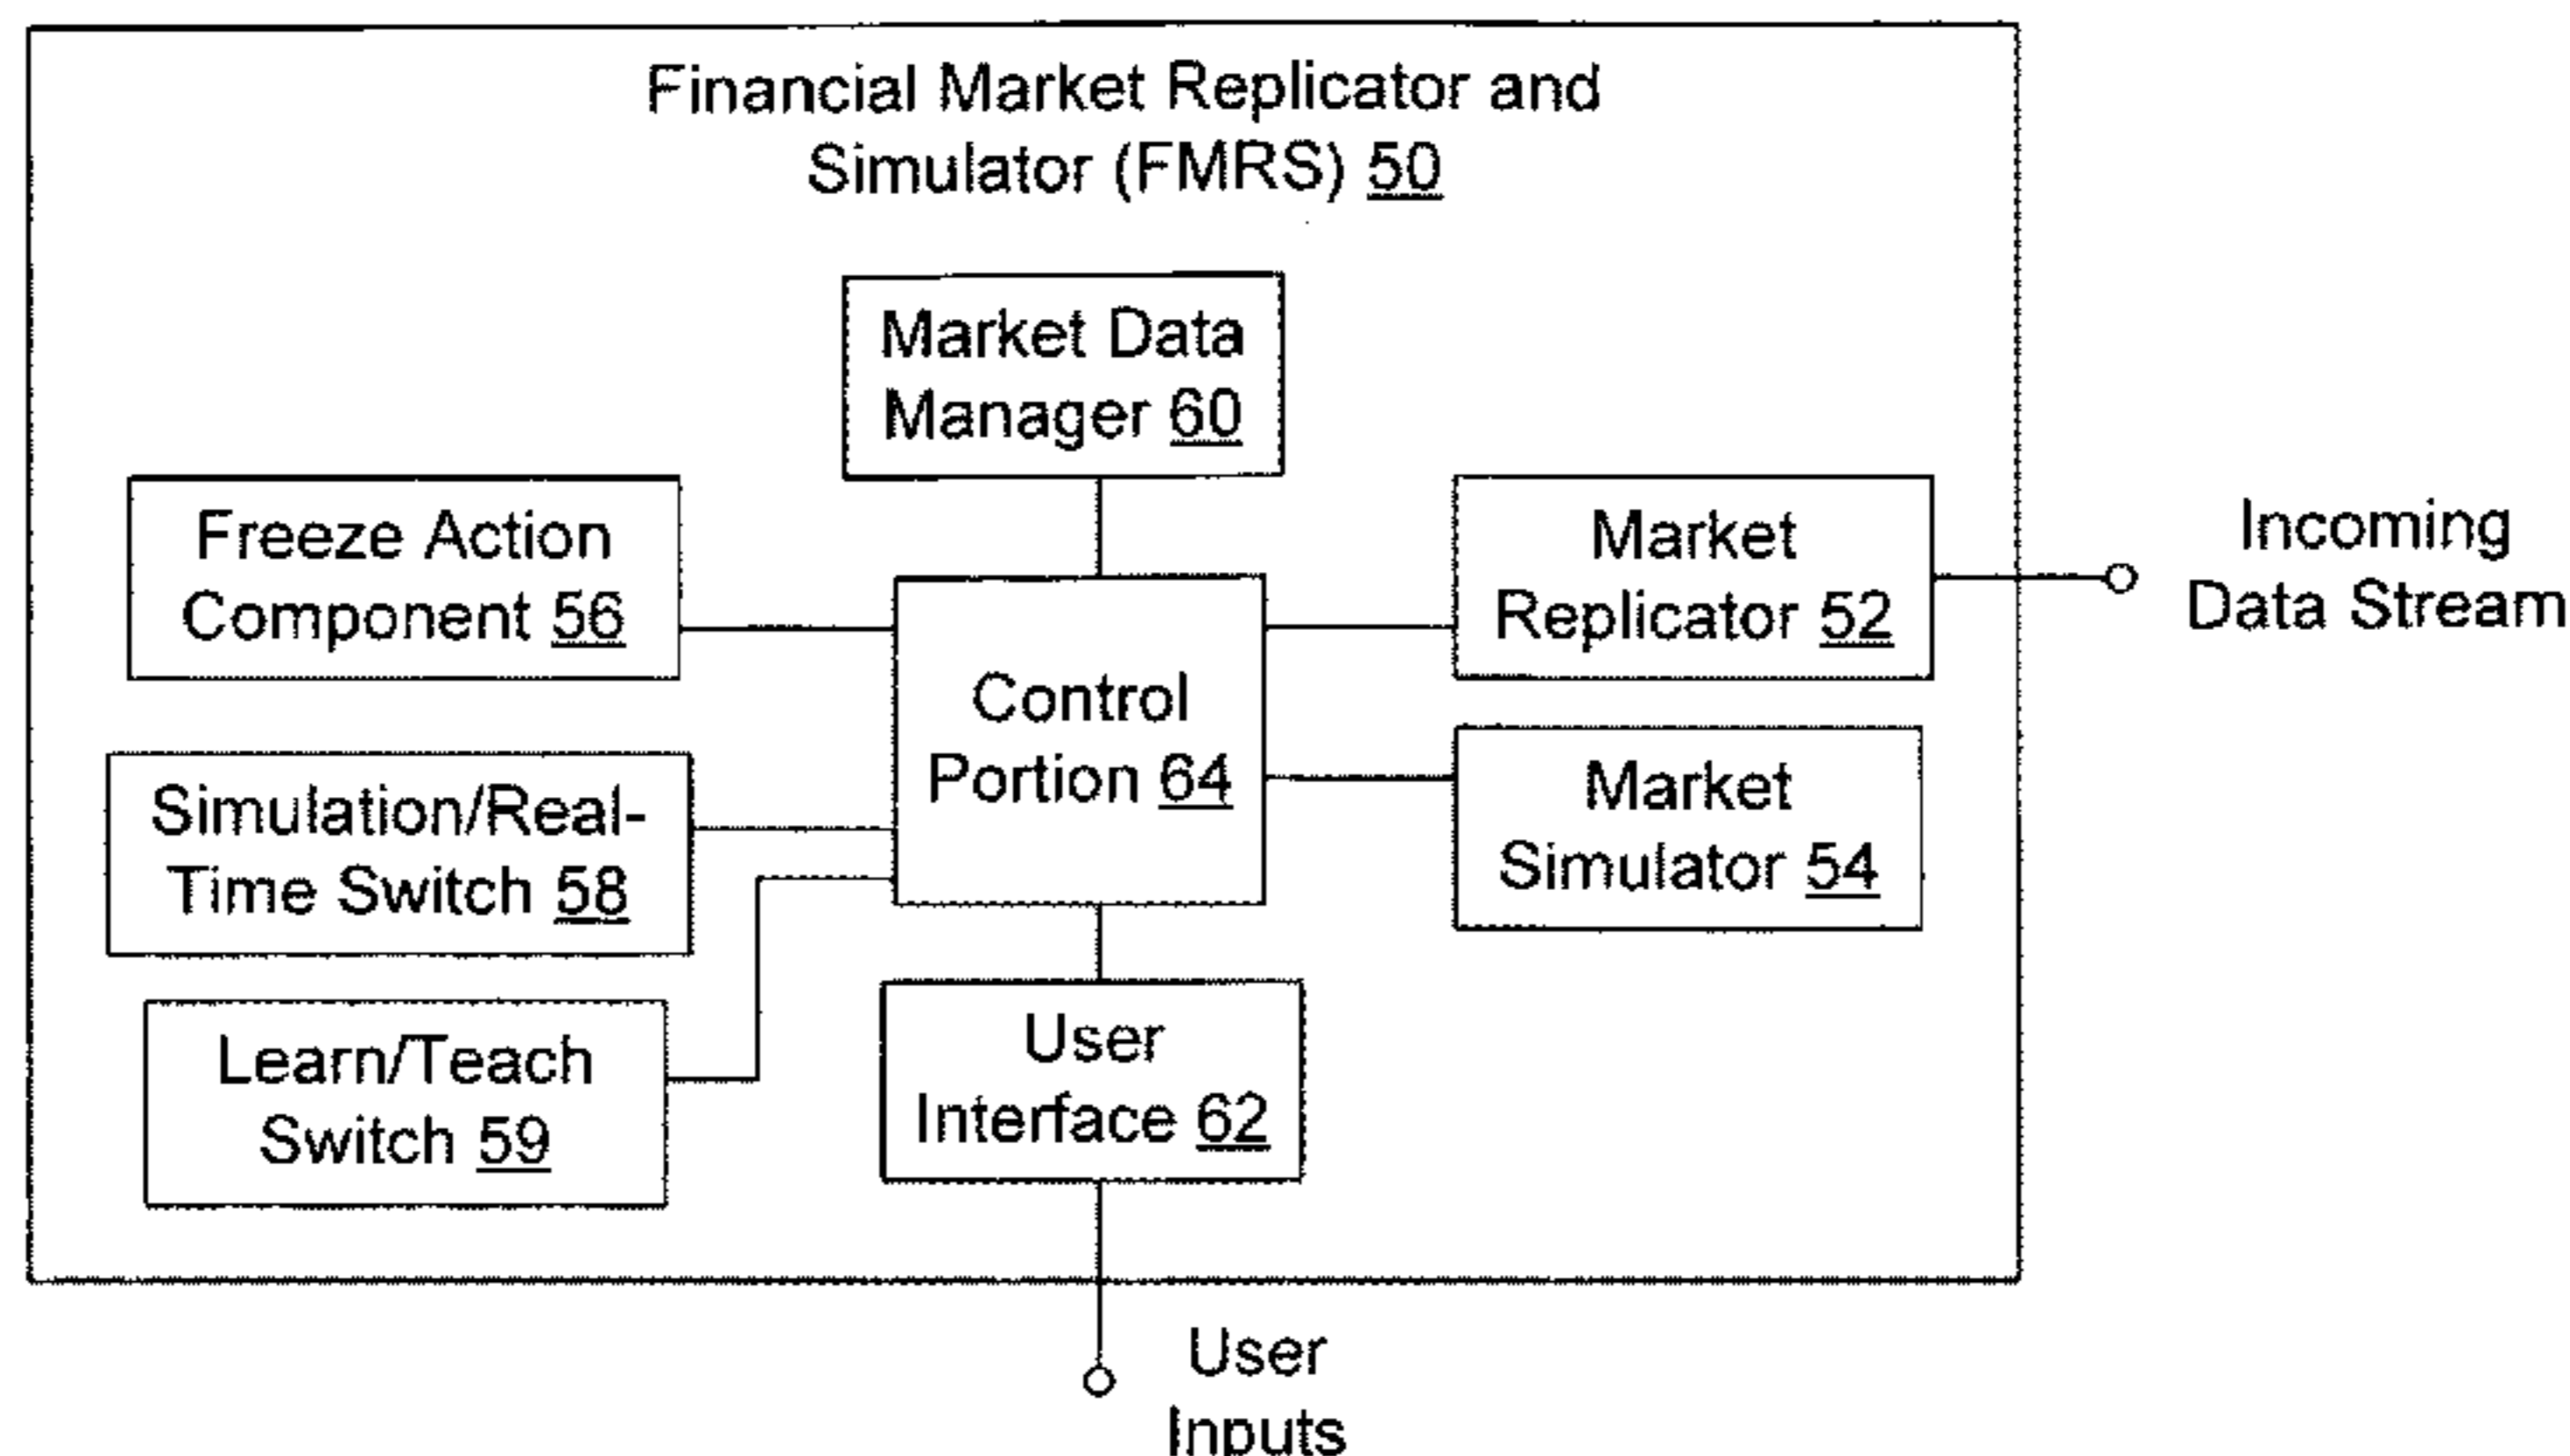 Financial Market Replicator and
Simulator (FMRS) 50
Market Data
Manager 60
Freeze Action
Component 56
Market
Replicator 52
Incoming
Data Stream
Control
Portion 64
Simulation/Real-
Time Switch 58
Market
Simulator 54
Learn/Teach
Switch 59
User
Interface 62
User
Inputs